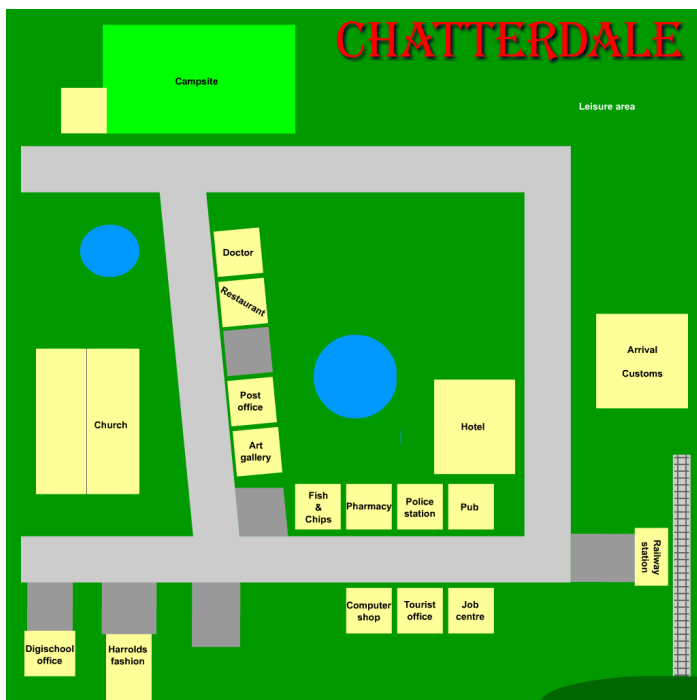 CHATTERDALE
Campsite
Leisure area
Doctor
Restaurant
Arrival
Customs
Post
office
Church
Hotel
Art
gallery
Fish
&
Chips
Pharmacy
Police
station
Pub
Railway
station
Computer
shop
Tourist
office
Job
centre
Digischool
office
Harrolds
fashion